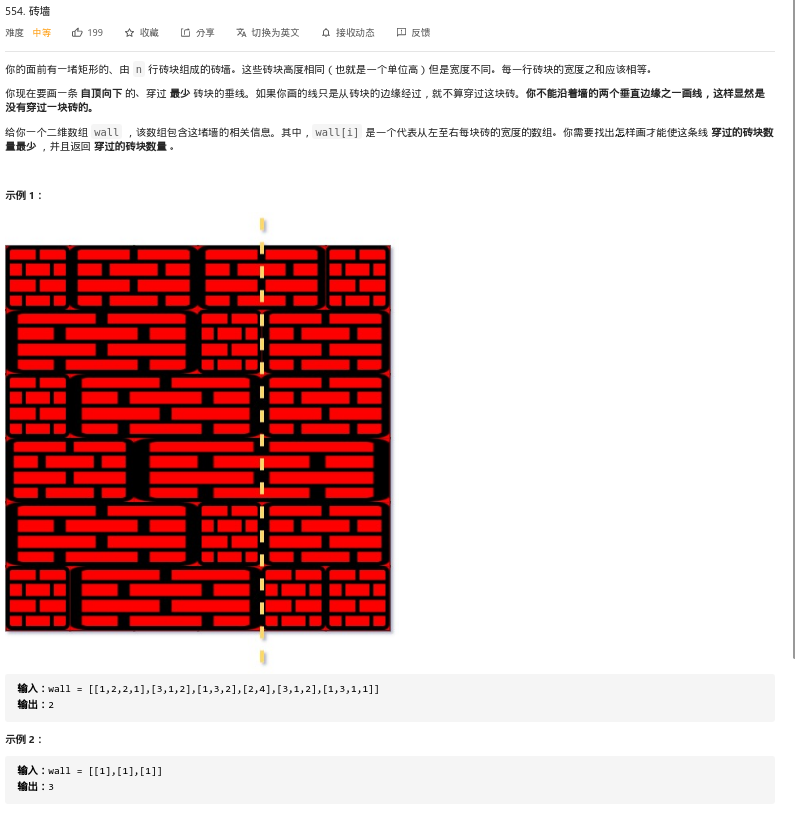 554. 砖墙
难度 中等 199 收藏 分享 切换为英文 接收动态 反馈
你的面前有一堵矩形的、由 n 行砖块组成的砖墙。这些砖块高度相同（也就是一个单位高）但是宽度不同。每一行砖块的宽度之和应该相等。
你现在要画一条 自顶向下 的、穿过 最少 砖块的垂线。如果你画的线只是从砖块的边缘经过，就不算穿过这块砖。你不能沿着墙的两个垂直边缘之一画线，这样显然是
没有穿过一块砖的。
给你一个二维数组 wall ，该数组包含这堵墙的相关信息。其中，wall[i] 是一个代表从左至右每块砖的宽度的数组。你需要找出怎样画才能使这条线 穿过的砖块数
量最少 ，并且返回 穿过的砖块数量 。
示例 1：
输入：wall = [[1,2,2,1],[3,1,2],[1,3,2],[2,4],[3,1,2],[1,3,1,1]]
输出：2
示例 2：
输入：wall = [[1],[1],[1]]
输出：3